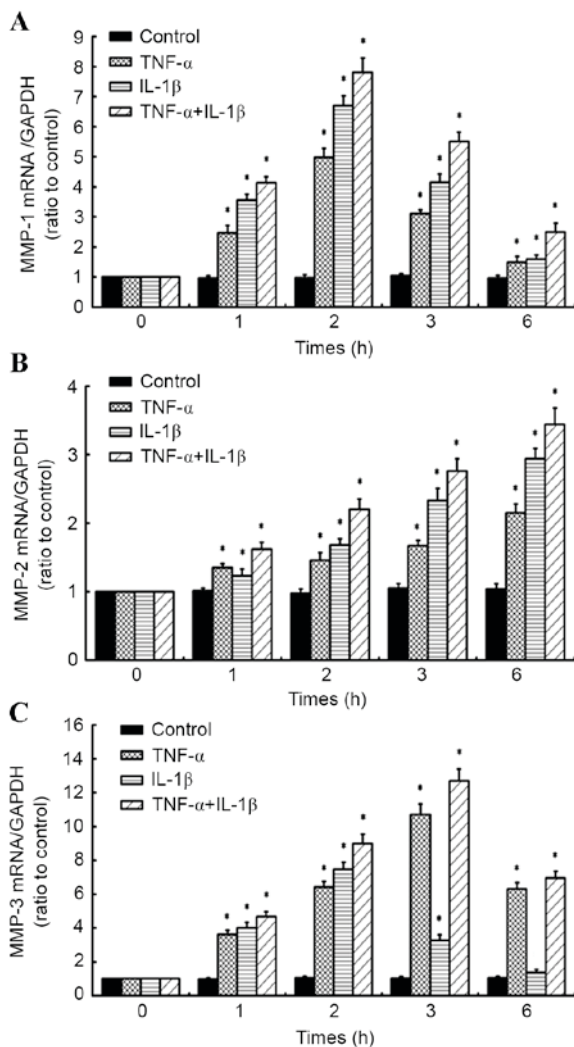 A
Control
TNF-α
IL-1β
TNF-α+IL-1β
MMP-1 mRNA /GAPDH
(ratio to control)
9
8
7
6
5
4
3
2
1
0
* * *
* * *
* * *
* * *
0 1 2 3 6
Times (h)
B
Control
TNF-α
IL-1β
TNF-α+IL-1β
MMP-2 mRNA/GAPDH
(ratio to control)
4
3
2
1
0
* * *
* * *
* * *
* * *
0 1 2 3 6
Times (h)
C
Control
TNF-α
IL-1β
TNF-α+IL-1β
MMP-3 mRNA/GAPDH
(ratio to control)
16
14
12
10
8
6
4
2
0
* * *
* * *
* * *
* *
0 1 2 3 6
Times (h)